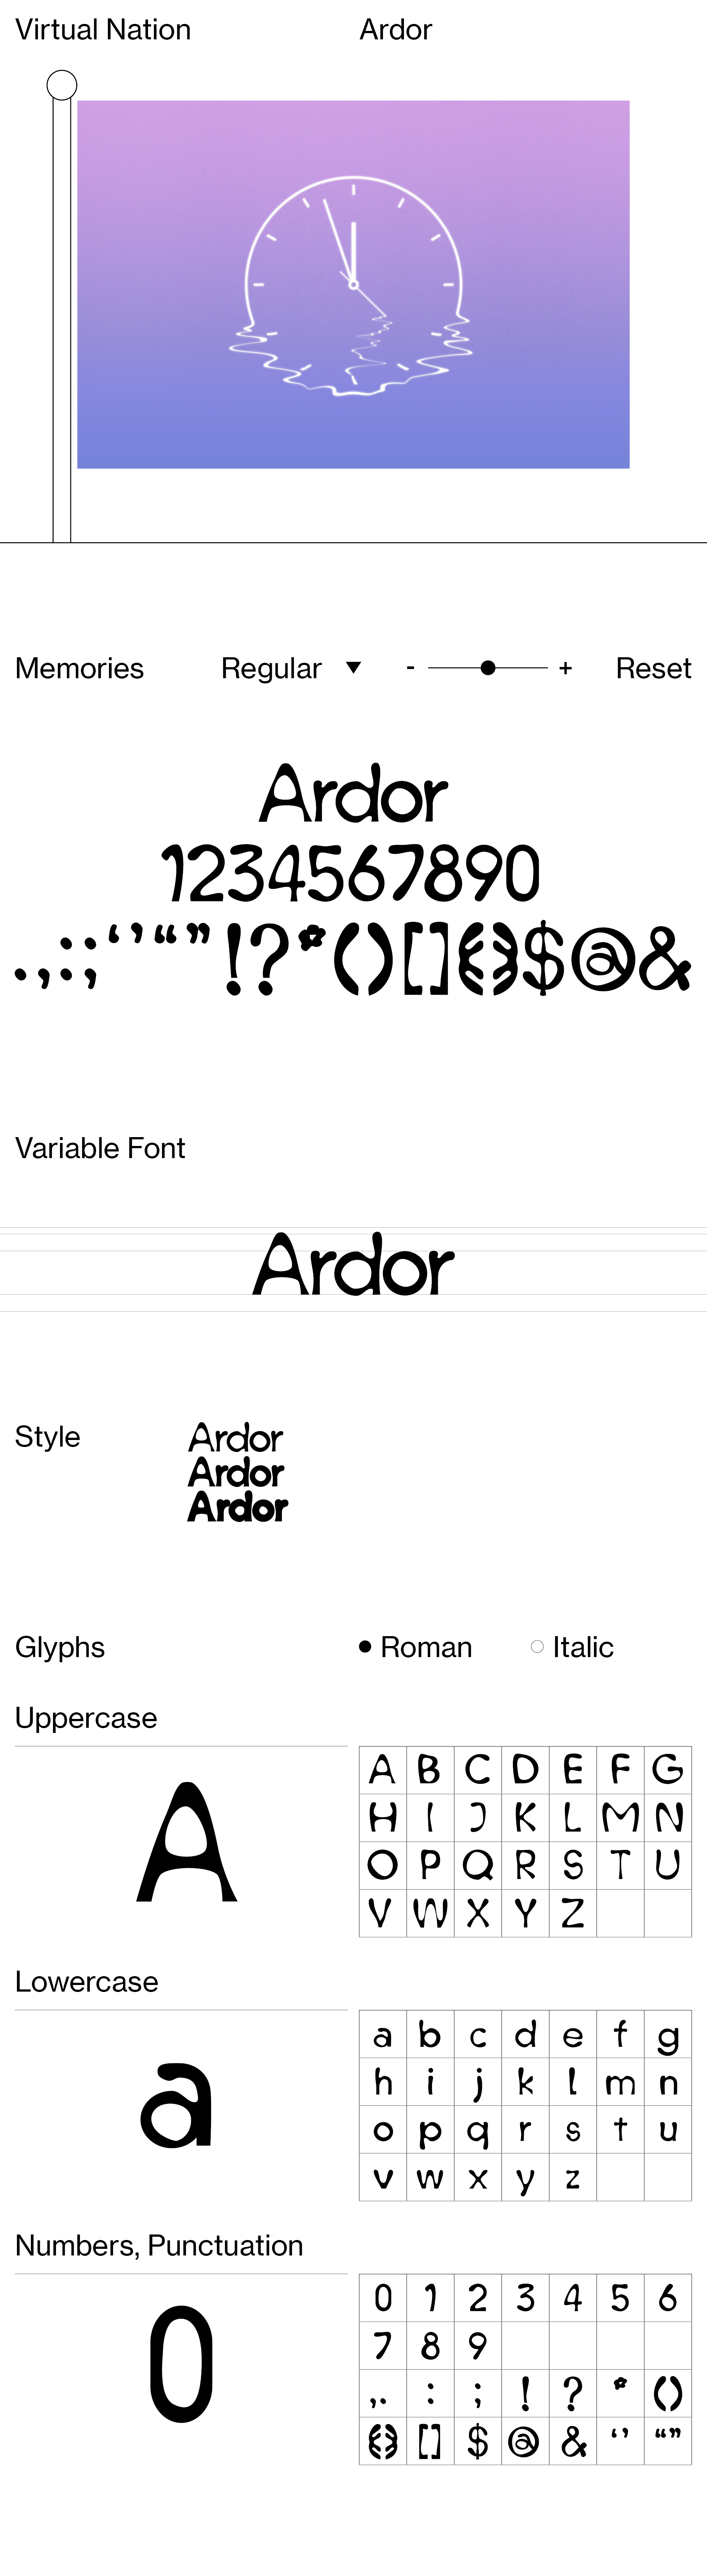 Virtual Nation Ardor
Memories Regular ▼ - + Reset
Ardor
1234567890
.,:;‘’“”!?*()[]{}$@&
Variable Font
Ardor
Style
Ardor
Ardor
Ardor
Glyphs Roman Italic
Uppercase
A
A B C D E F G
H I J K L M N
O P Q R S T U
V W X Y Z
Lowercase
a
a b c d e f g
h i j k l m n
o p q r s t u
v w x y z
Numbers, Punctuation
0
0 1 2 3 4 5 6
7 8 9
,. : ; ! ? * ()
{} [] $ @ & ‘’ “”